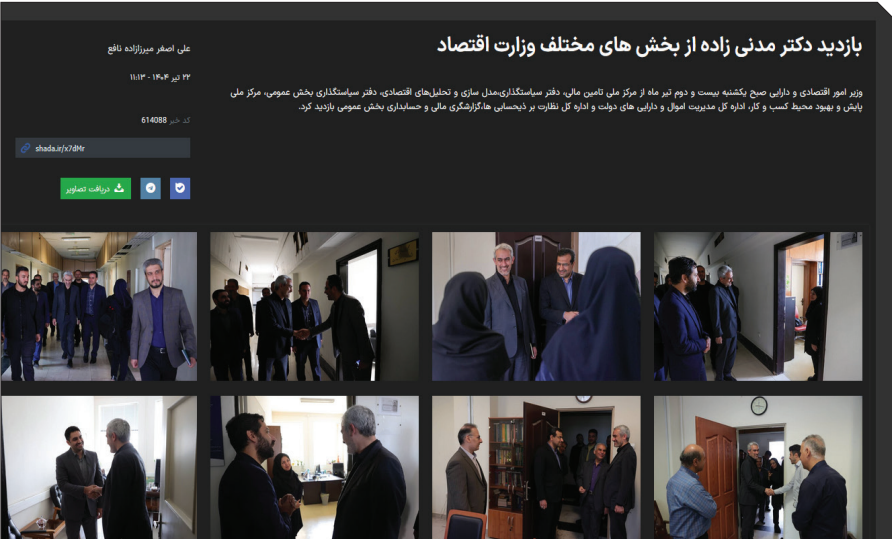 بازدید دکتر مدنی زاده از بخش های مختلف وزارت اقتصاد
وزیر امور اقتصادی و دارایی صبح یکشنبه بیست و دوم تیر ماه از مرکز ملی تامین مالی، دفتر سیاستگذاری،مدل سازی و تحلیل‌های اقتصادی، دفتر سیاستگذاری بخش عمومی، مرکز ملی
پایش و بهبود محیط کسب و کار، اداره کل مدیریت اموال و دارایی های دولت و اداره کل نظارت بر ذیحسابی ها،گزارشگری مالی و حسابداری بخش عمومی بازدید کرد.
علی اصغر میرزازاده نافع
۲۲ تیر ۱۴۰۴ - ۱۱:۱۳
کد خبر 614088
shada.ir/x7dMr
دریافت تصاویر